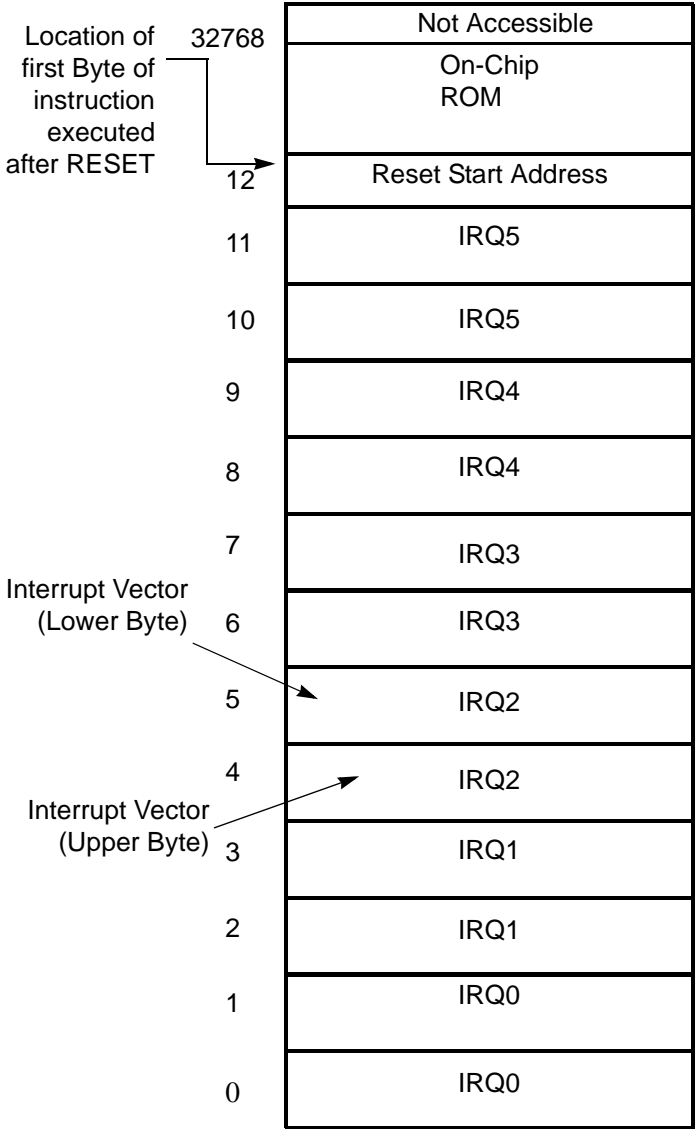 Location of
first Byte of
instruction
executed
after RESET
32768
Not Accessible
On-Chip
ROM
12
Reset Start Address
11
IRQ5
10
IRQ5
9
IRQ4
8
IRQ4
7
IRQ3
Interrupt Vector
(Lower Byte)
6
IRQ3
5
IRQ2
4
IRQ2
Interrupt Vector
(Upper Byte)
3
IRQ1
2
IRQ1
1
IRQ0
0
IRQ0